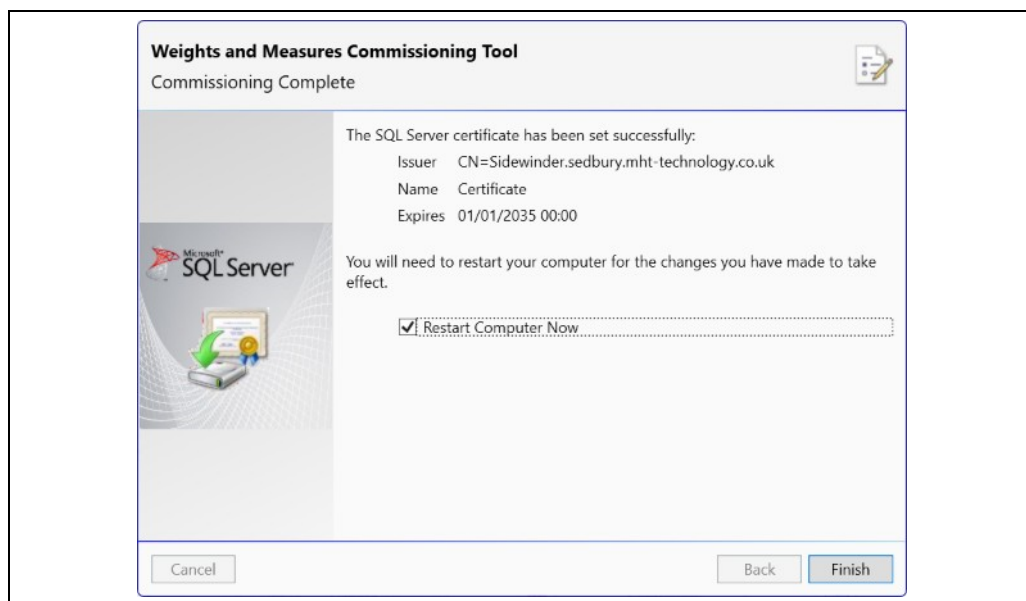 Weights and Measures Commissioning Tool
Commissioning Complete
The SQL Server certificate has been set successfully:
Issuer CN=Sidewinder.sedbury.mht-technology.co.uk
Name Certificate
Expires 01/01/2035 00:00
Microsoft®
SQL Server
You will need to restart your computer for the changes you have made to take
effect.
Restart Computer Now
Cancel
Back
Finish